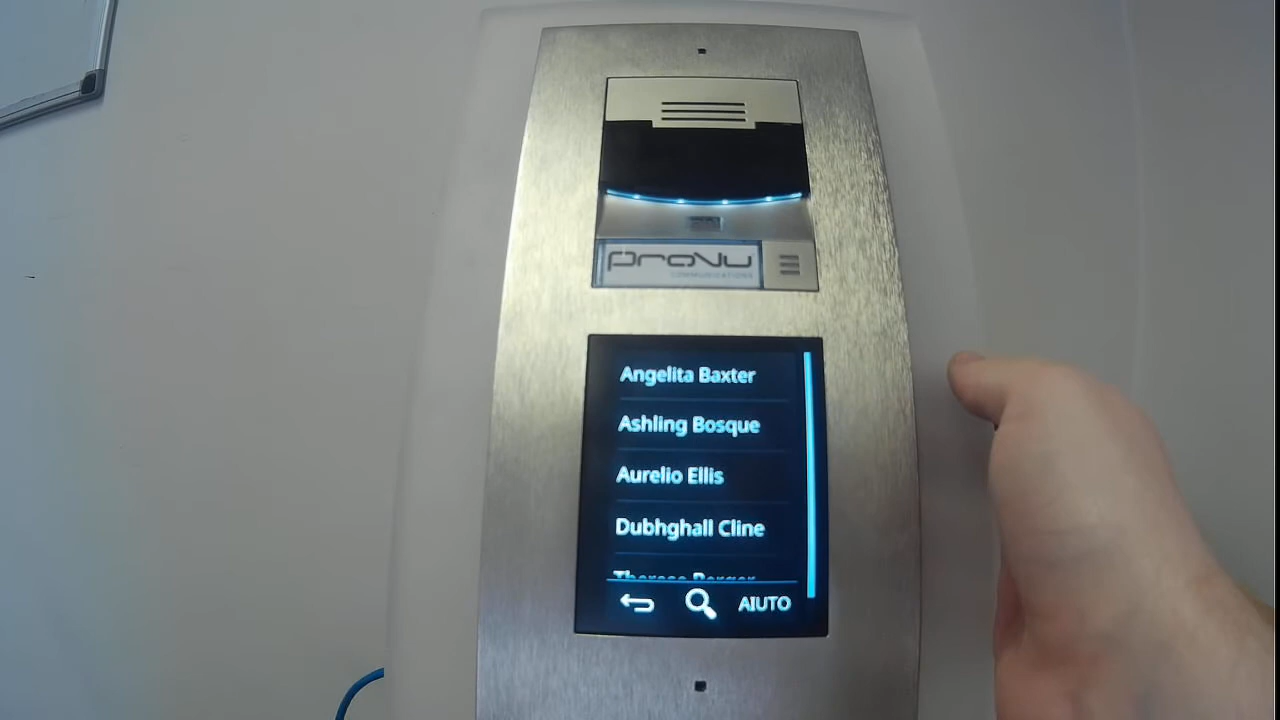 proVu
COMMUNICATIONS
Angelita Baxter
Ashling Bosque
Aurelio Ellis
Dubhghall Cline
Therese Berger
AIUTO